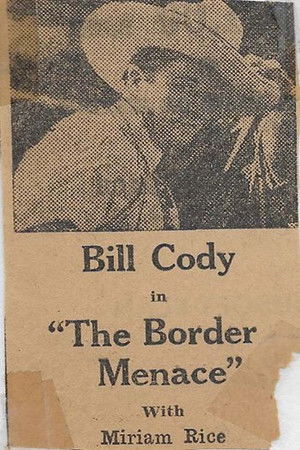 Bill Cody
in
"The Border
Menace"
With
Miriam Rice